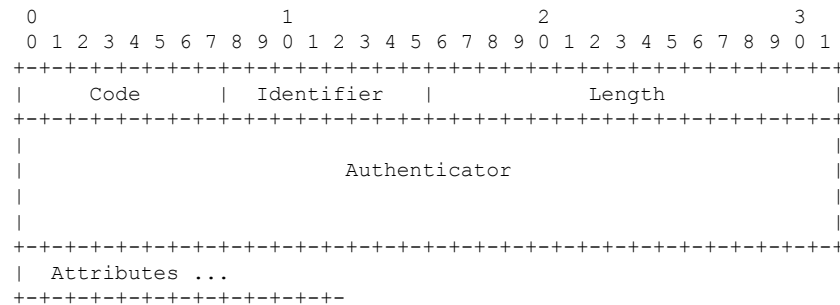 0                   1                   2                   3
 0 1 2 3 4 5 6 7 8 9 0 1 2 3 4 5 6 7 8 9 0 1 2 3 4 5 6 7 8 9 0 1
+-+-+-+-+-+-+-+-+-+-+-+-+-+-+-+-+-+-+-+-+-+-+-+-+-+-+-+-+-+-+-+-+
|     Code      |  Identifier   |            Length             |
+-+-+-+-+-+-+-+-+-+-+-+-+-+-+-+-+-+-+-+-+-+-+-+-+-+-+-+-+-+-+-+-+
|                                                               |
|                         Authenticator                         |
|                                                               |
|                                                               |
+-+-+-+-+-+-+-+-+-+-+-+-+-+-+-+-+-+-+-+-+-+-+-+-+-+-+-+-+-+-+-+-+
|  Attributes ...
+-+-+-+-+-+-+-+-+-+-+-+-+-